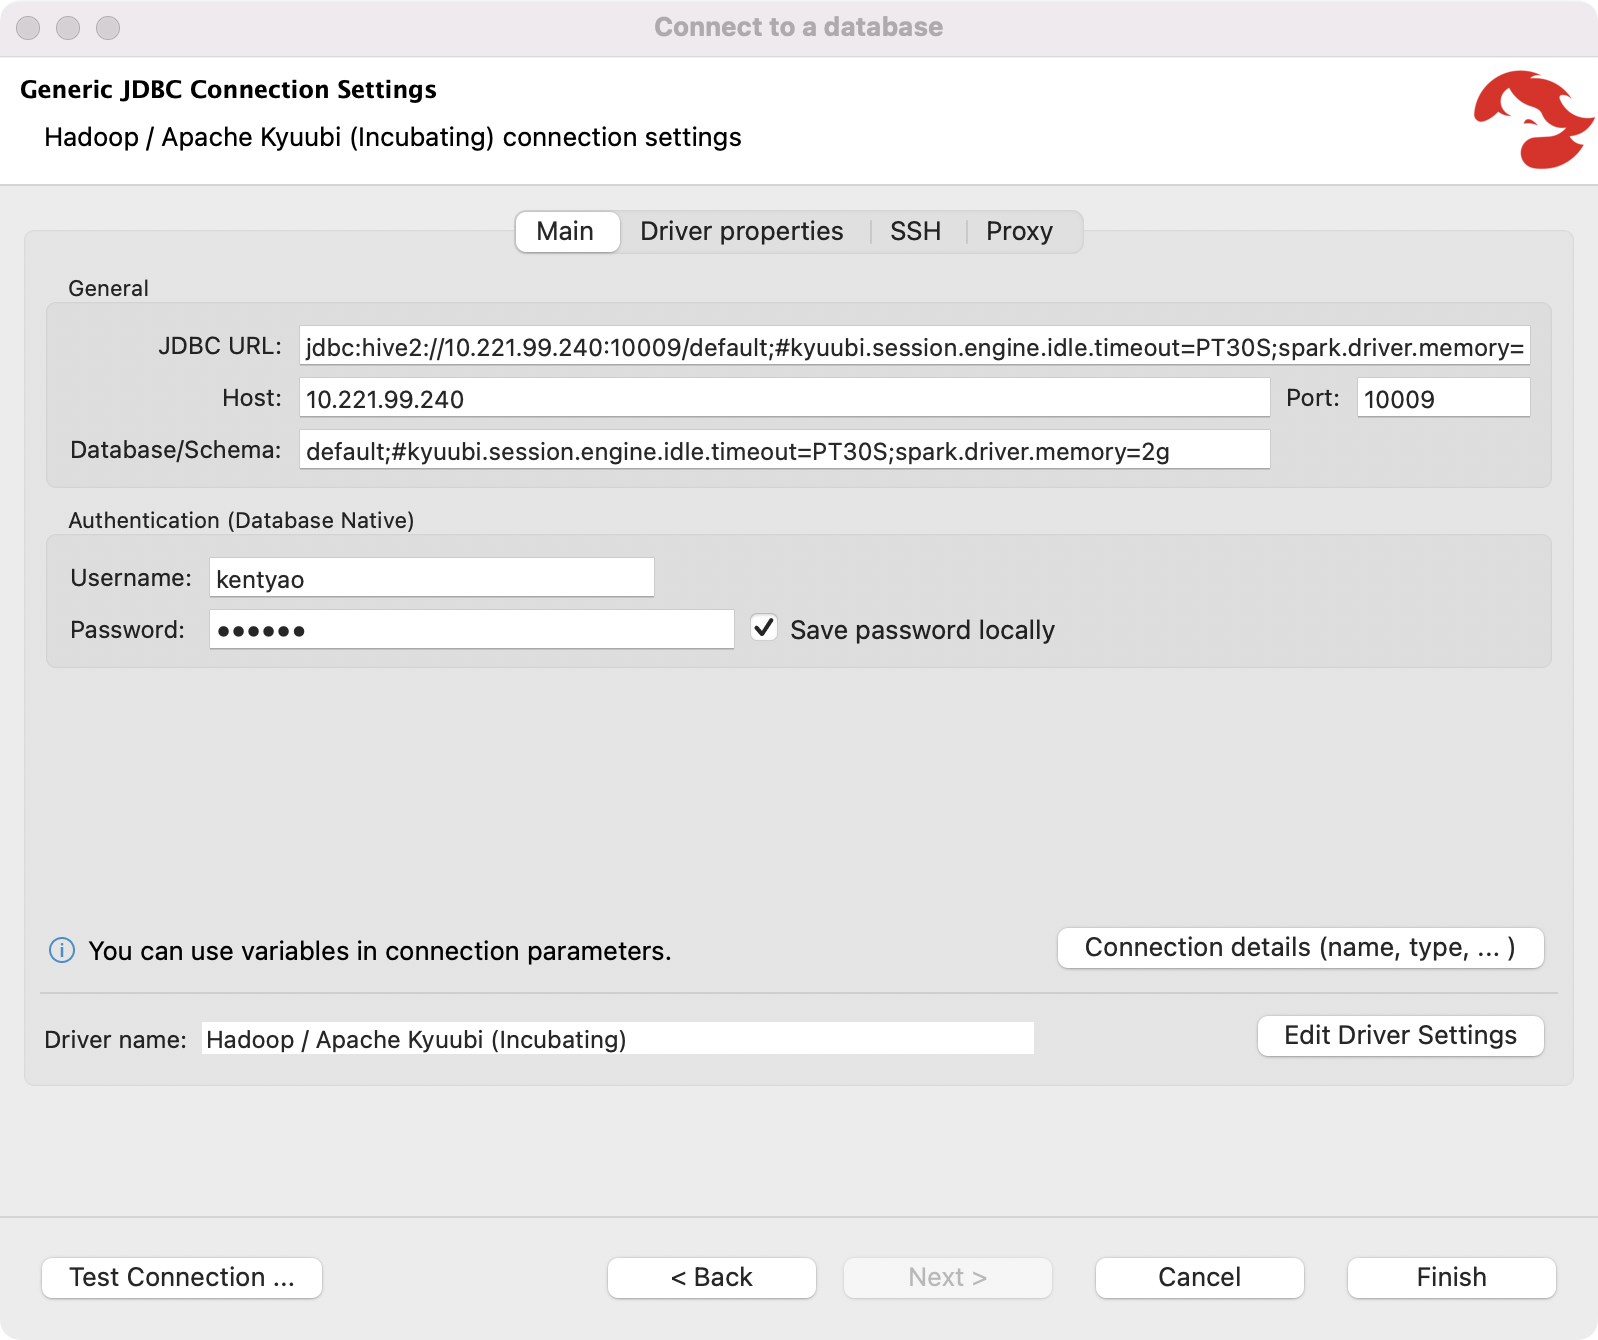 Connect to a database
Generic JDBC Connection Settings
Hadoop / Apache Kyuubi (Incubating) connection settings
Main Driver properties SSH Proxy
General
JDBC URL: jdbc:hive2://10.221.99.240:10009/default;#kyuubi.session.engine.idle.timeout=PT30S;spark.driver.memory=
Host: 10.221.99.240 Port: 10009
Database/Schema: default;#kyuubi.session.engine.idle.timeout=PT30S;spark.driver.memory=2g
Authentication (Database Native)
Username: kentyao
Password: •••••• Save password locally
You can use variables in connection parameters. Connection details (name, type, ... )
Driver name: Hadoop / Apache Kyuubi (Incubating) Edit Driver Settings
Test Connection ... < Back Next > Cancel Finish